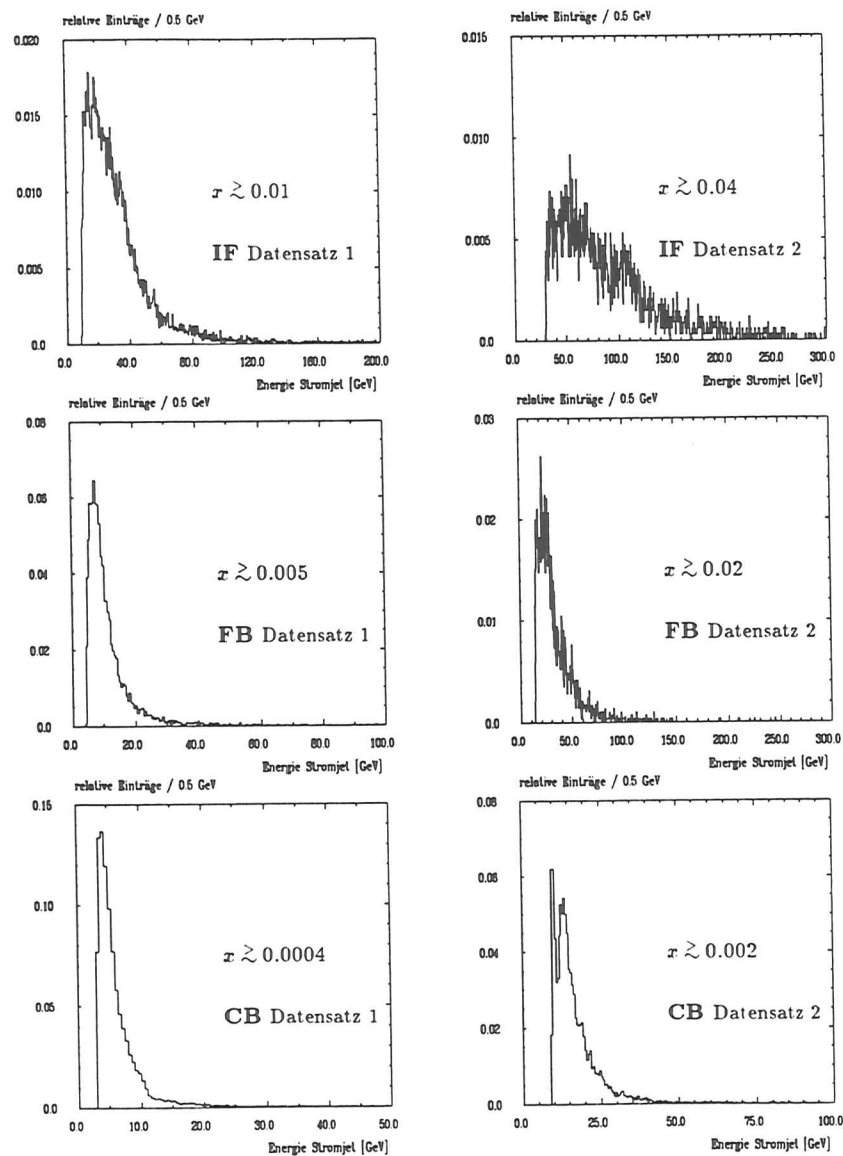 relative Einträge / 0.5 GeV
0.020
0.015
0.010
0.005
0.0
x ≳ 0.01
IF Datensatz 1
0.0 40.0 80.0 120.0 160.0 200.0
Energie Stromjet [GeV]
relative Einträge / 0.5 GeV
0.015
0.010
0.005
0.0
x ≳ 0.04
IF Datensatz 2
0.0 50.0 100.0 150.0 200.0 250.0 300.0
Energie Stromjet [GeV]
relative Einträge / 0.5 GeV
0.08
0.06
0.04
0.02
0.0
x ≳ 0.005
FB Datensatz 1
0.0 20.0 40.0 60.0 80.0 100.0
Energie Stromjet [GeV]
relative Einträge / 0.5 GeV
0.03
0.02
0.01
0.0
x ≳ 0.02
FB Datensatz 2
0.0 50.0 100.0 150.0 200.0 250.0 300.0
Energie Stromjet [GeV]
relative Einträge / 0.5 GeV
0.15
0.10
0.05
0.0
x ≳ 0.0004
CB Datensatz 1
0.0 10.0 20.0 30.0 40.0 50.0
Energie Stromjet [GeV]
relative Einträge / 0.5 GeV
0.08
0.06
0.04
0.02
0.0
x ≳ 0.002
CB Datensatz 2
0.0 25.0 50.0 75.0 100.0
Energie Stromjet [GeV]